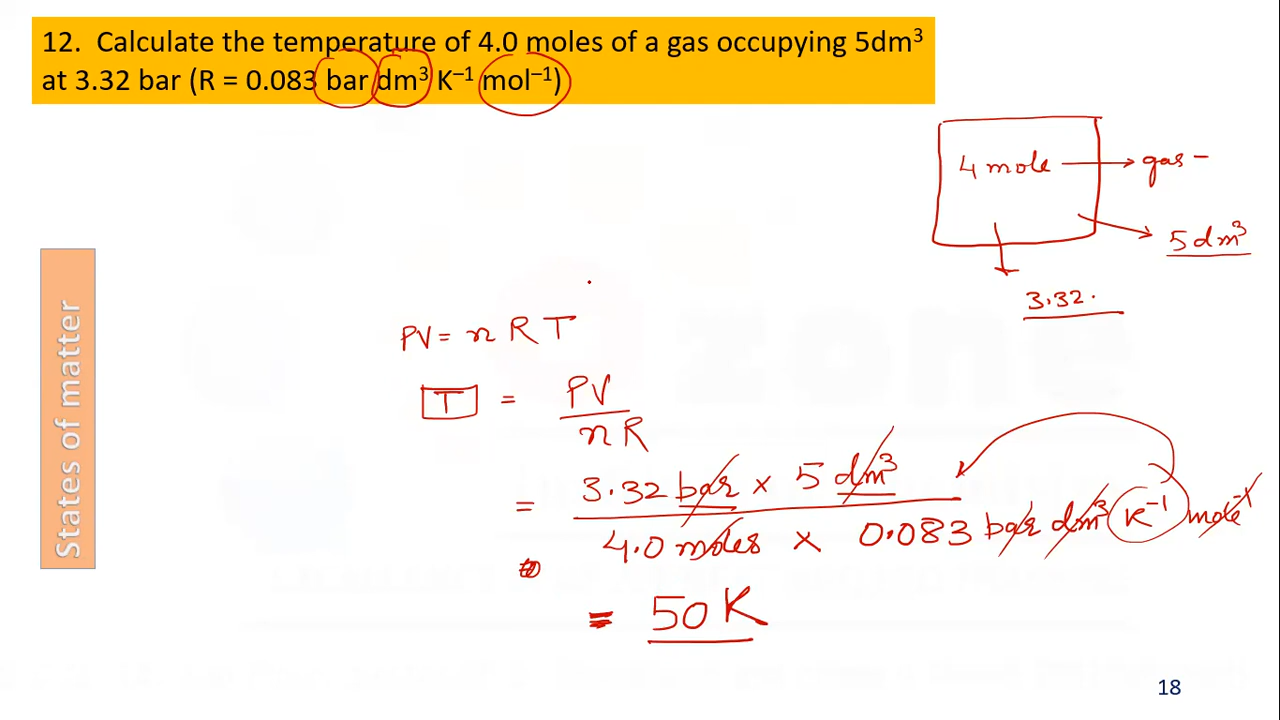 12. Calculate the temperature of 4.0 moles of a gas occupying 5dm³
at 3.32 bar (R = 0.083 bar dm³ K⁻¹ mol⁻¹)
4 mole → gas -
5 dm³
3.32.
States of matter
PV = n R T
T = PV / nR
= 3.32 bar × 5 dm³ / 4.0 moles × 0.083 bar dm³ K⁻¹ mole⁻¹
= 50 K
18